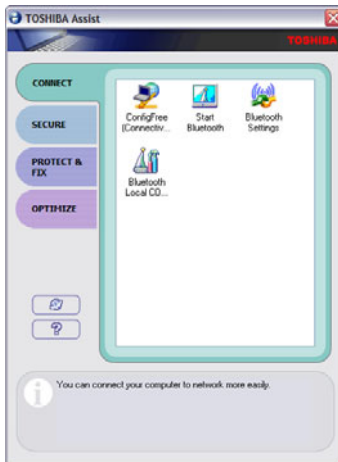 TOSHIBA Assist
TOSHIBA
CONNECT
SECURE
PROTECT &
FIX
OPTIMIZE
ConfigFree
(Connectiv...
Start
Bluetooth
Bluetooth
Settings
Bluetooth
Local CO...
?
You can connect your computer to network more easily.